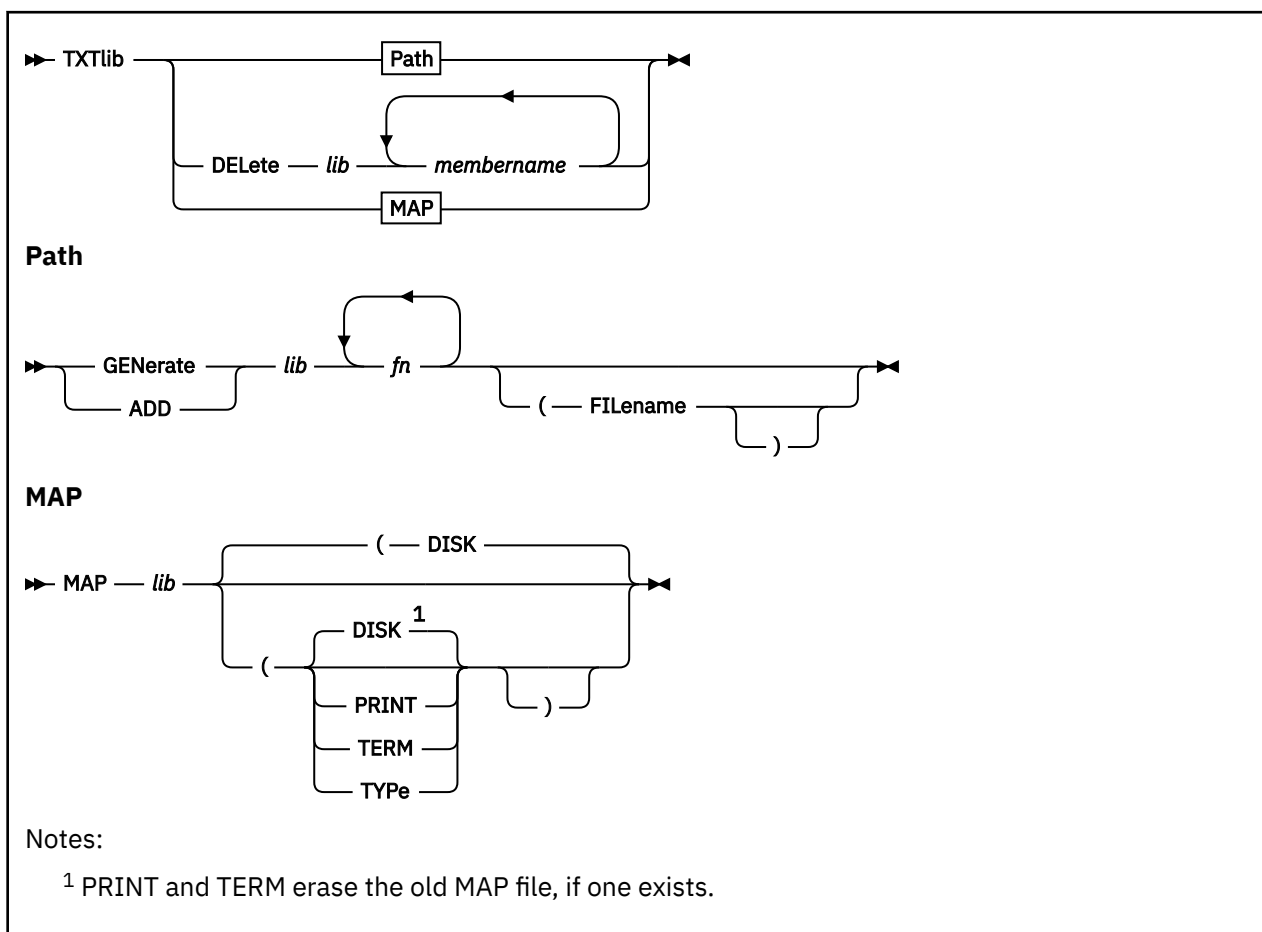 TXTlib Path
DELete lib membername
MAP
Path
GENerate lib fn
ADD ( FILename
)
MAP
( DISK
MAP lib
DISK 1
(
PRINT )
TERM
TYPe
Notes:
1 PRINT and TERM erase the old MAP file, if one exists.